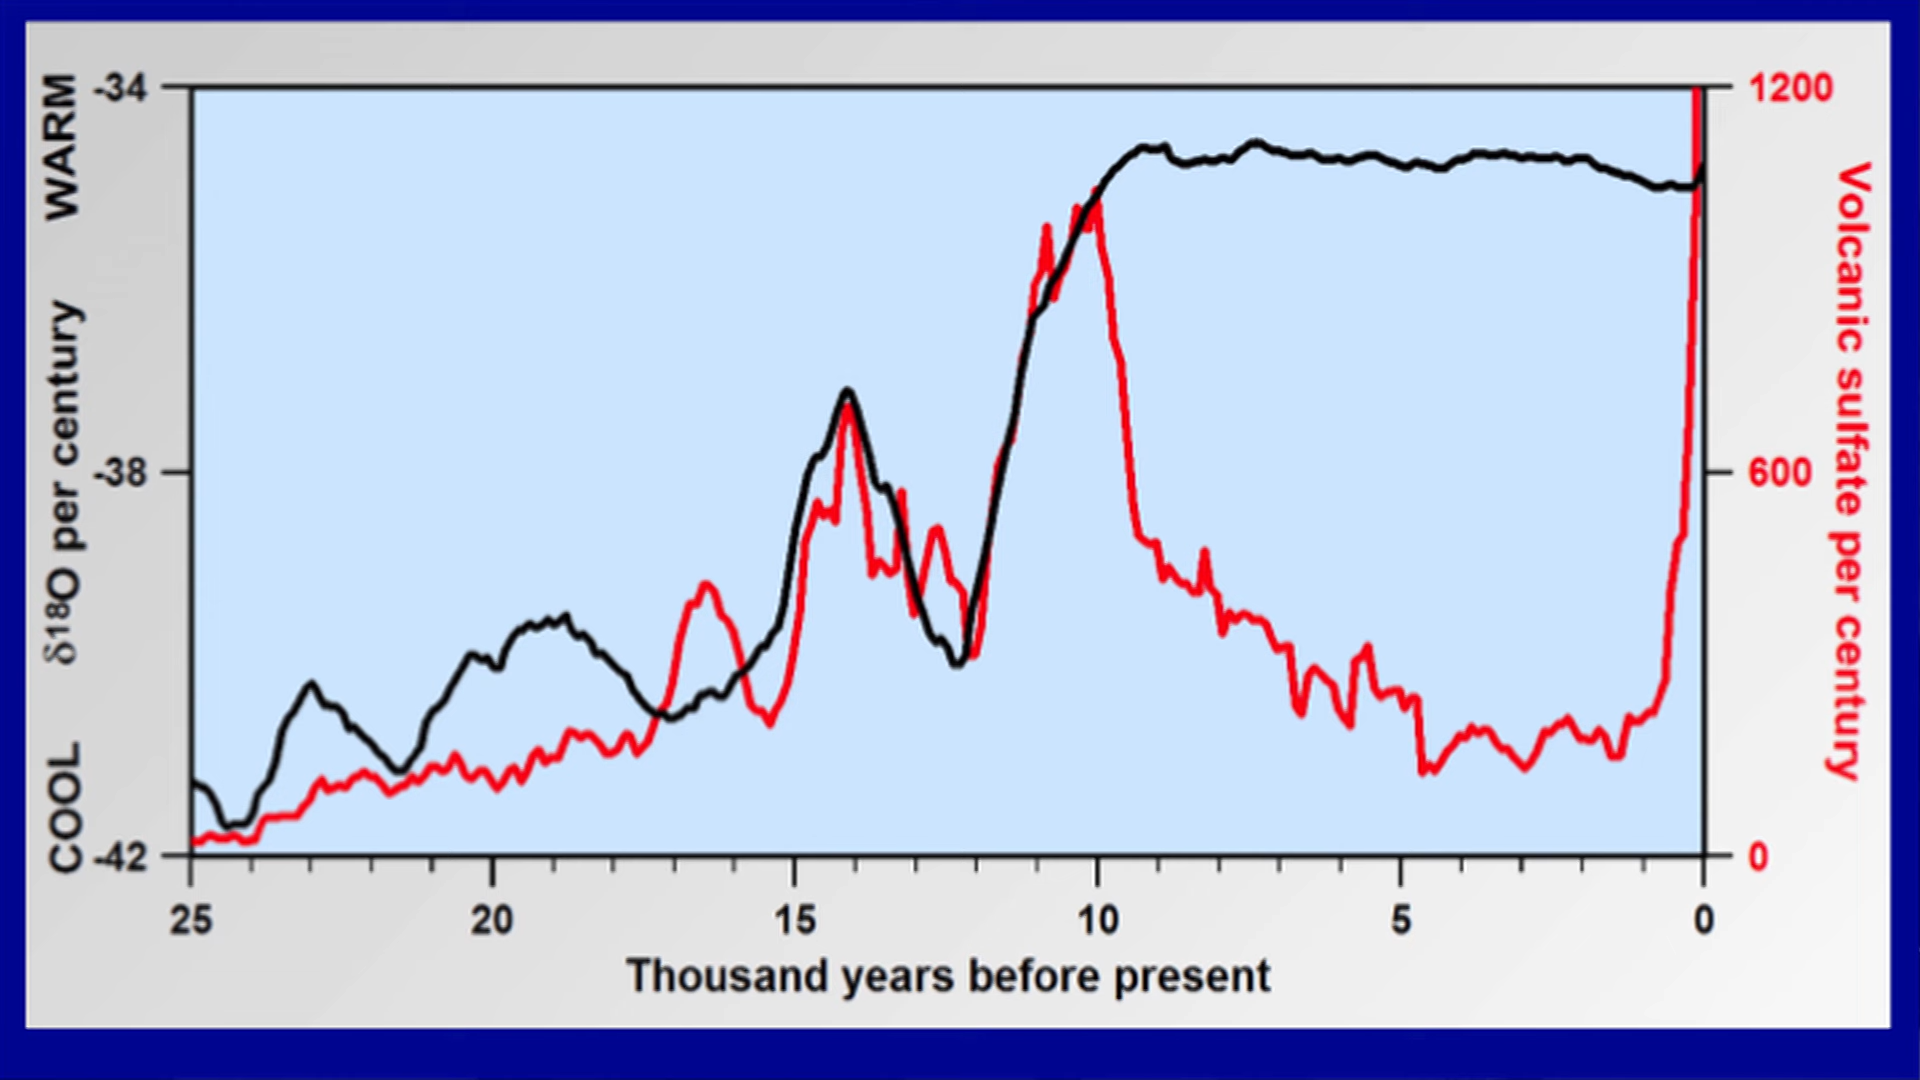 WARM
δ18O per century
COOL
-34
-38
-42
1200
600
0
Volcanic sulfate per century
25 20 15 10 5 0
Thousand years before present